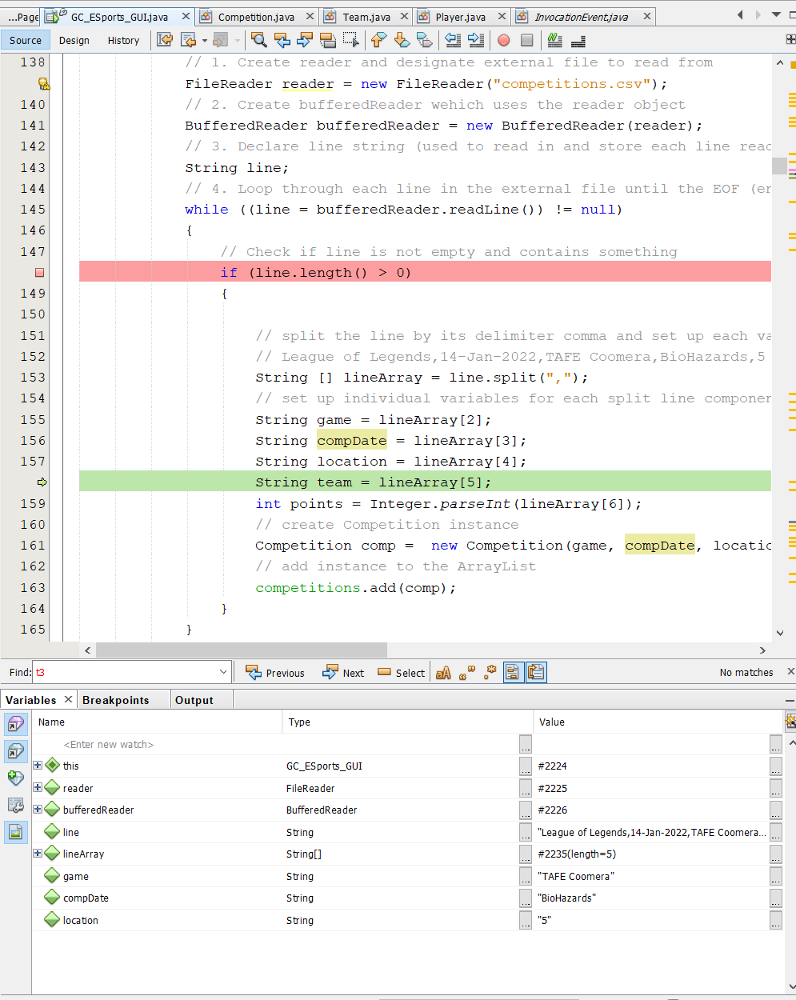 ...Page GC_ESports_GUI.java Competition.java Team.java Player.java InvocationEvent.java
Source Design History
138 // 1. Create reader and designate external file to read from
FileReader reader = new FileReader("competitions.csv");
140 // 2. Create bufferedReader wehich uses the reader object
141 BufferedReader bufferedReader = new BufferedReader(reader);
142 // 3. Declare line string (used to read in and store each line read
143 String line;
144 // 4. Loop through each line in the external file until the EOF (en
145 while ((line = bufferedReader.readLine()) != null)
146 {
147 // Check if line is not empty and contains something
if (line.length() > 0)
149 {
150
151 // split the line by its delimiter comma and set up each va
152 // League of Legends,14-Jan-2022,TAFE Coomera,BioHazards,5
153 String [] lineArray = line.split(",");
154 // set up individual variables for each split line componen
155 String game = lineArray[2];
156 String compDate = lineArray[3];
157 String location = lineArray[4];
String team = lineArray[5];
159 int points = Integer.parseInt(lineArray[6]);
160 // create Competition instance
161 Competition comp = new Competition(game, compDate, locatio
162 // add instance to the ArrayList
163 competitions.add(comp);
164 }
165 }
Find: t3 Previous Next Select aA No matches
Variables Breakpoints Output
Name Type Value
<Enter new watch> ... ...
this GC_ESports_GUI ... #2224 ...
reader FileReader ... #2225 ...
bufferedReader BufferedReader ... #2226 ...
line String ... "League of Legends,14-Jan-2022,TAFE Coomera... ...
lineArray String[] ... #2235(length=5) ...
game String ... "TAFE Coomera" ...
compDate String ... "BioHazards" ...
location String ... "5" ...